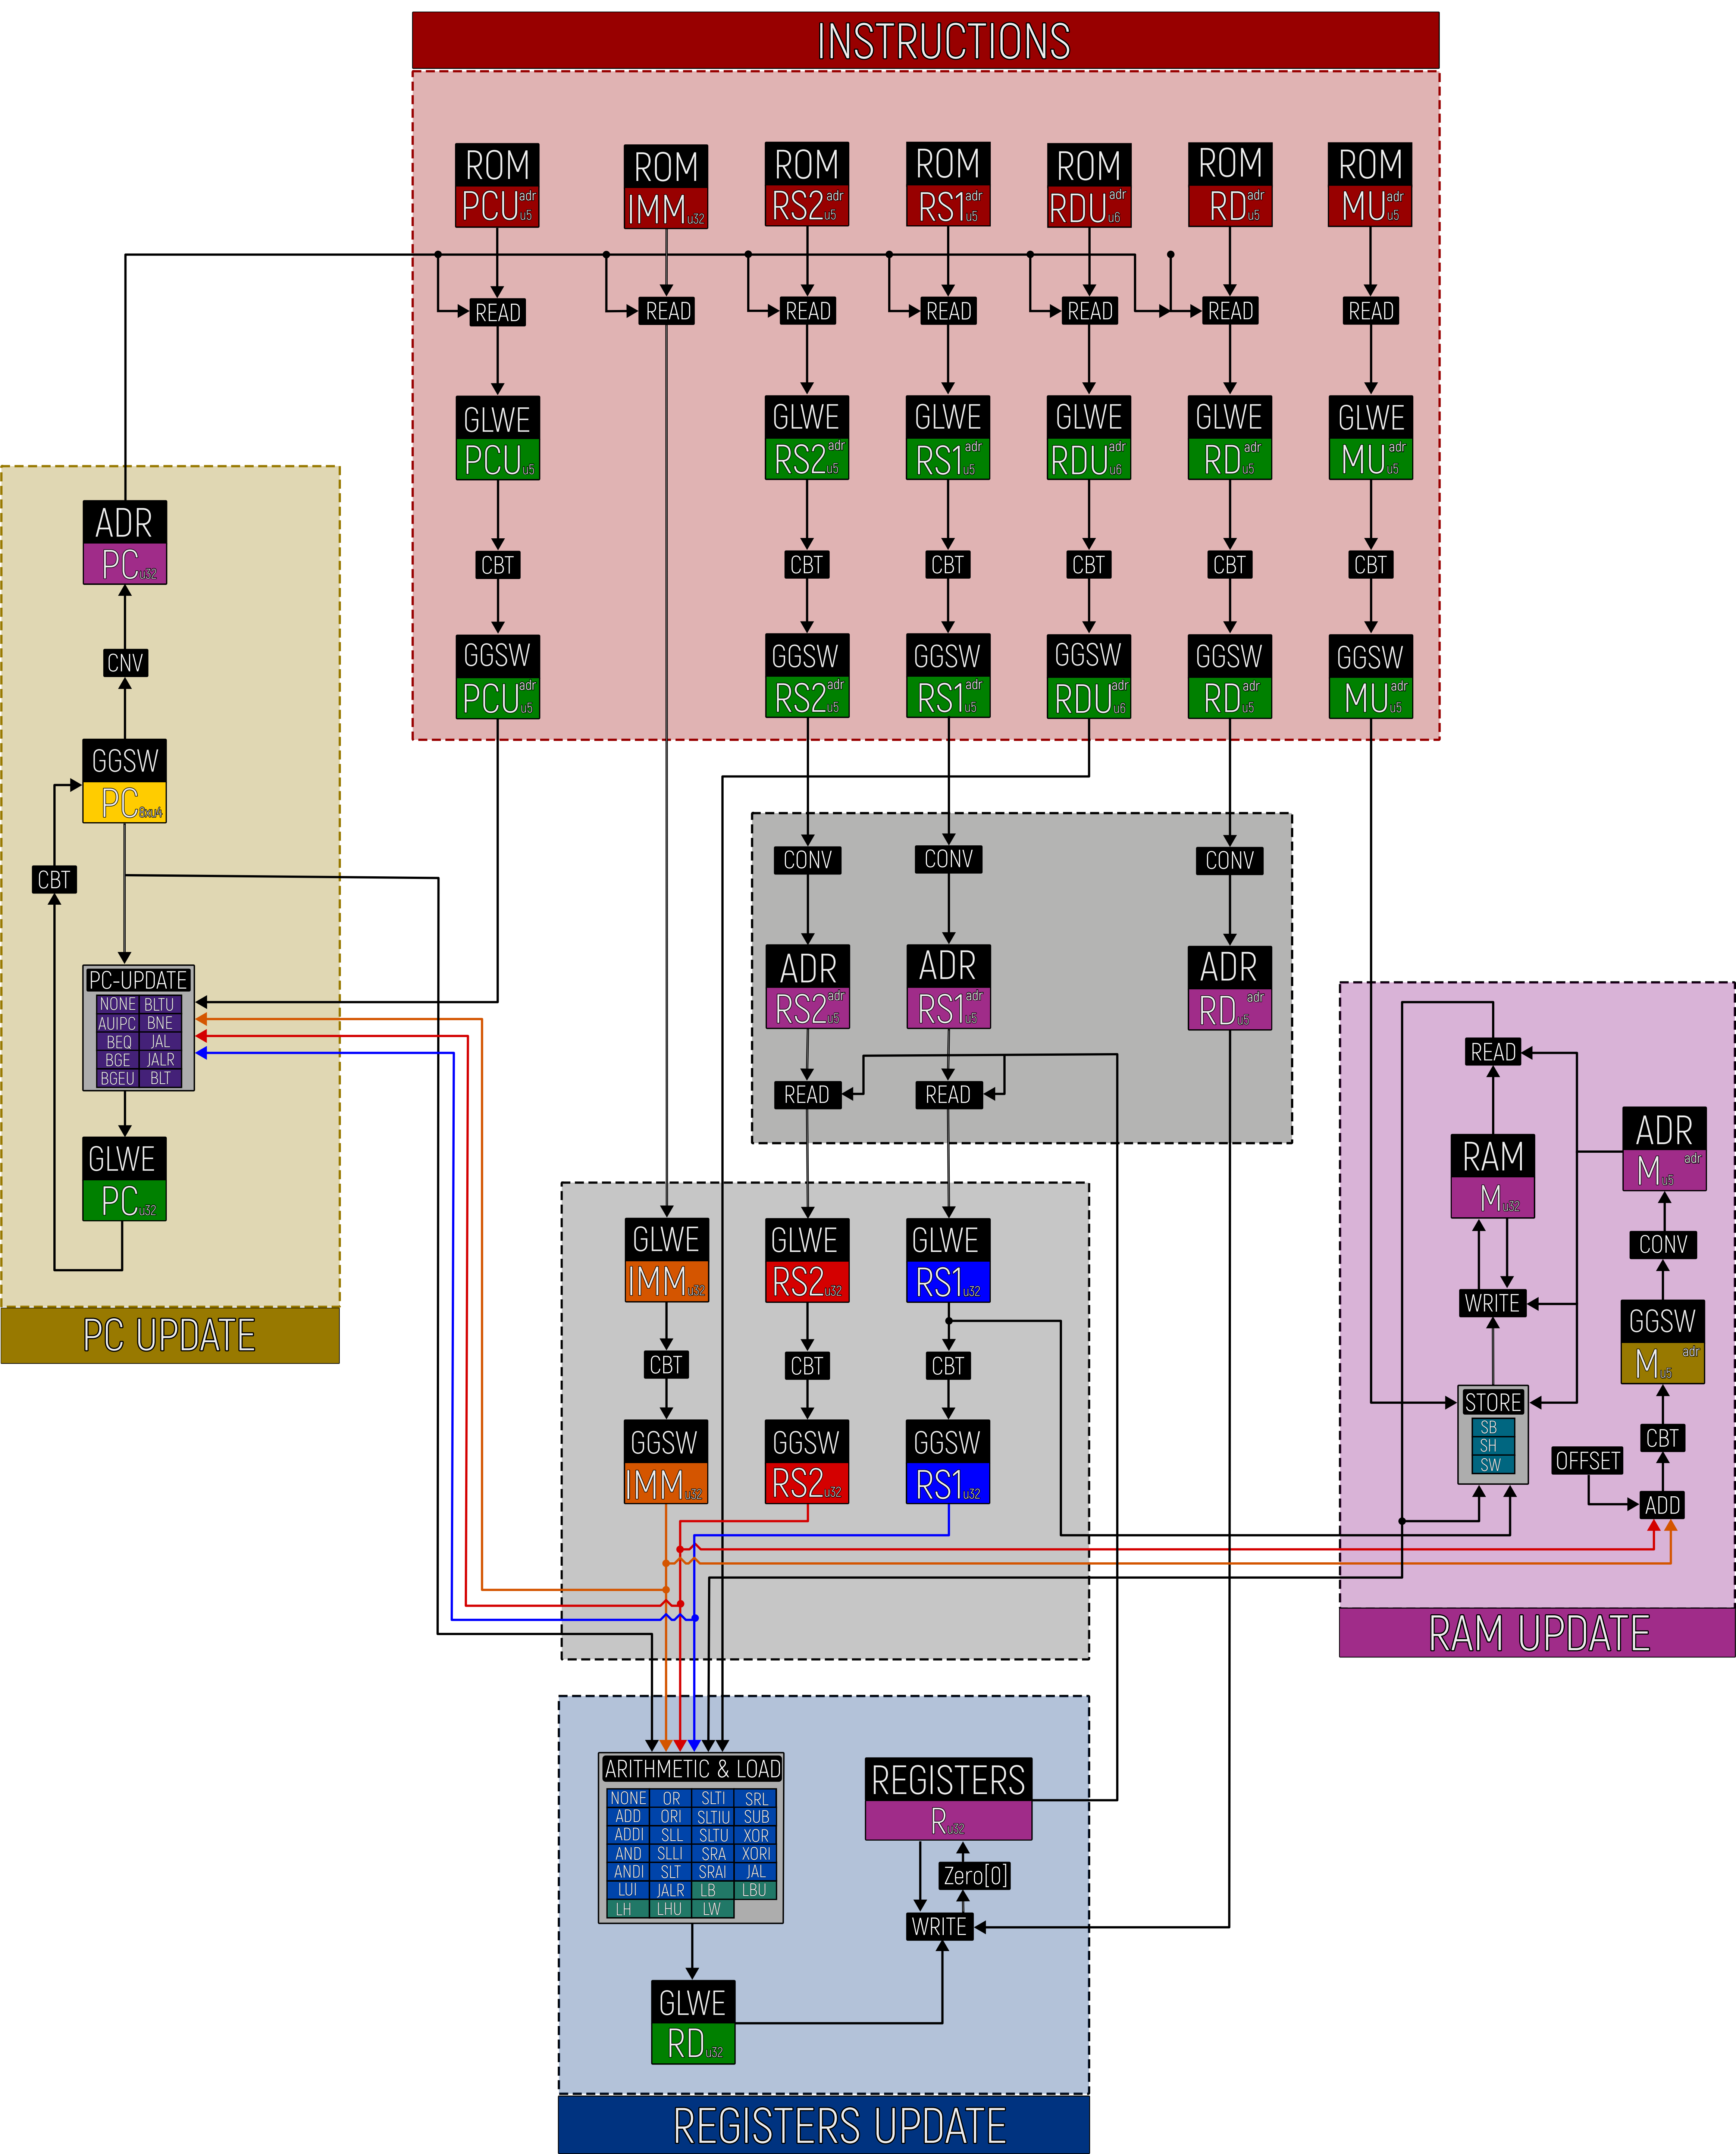 INSTRUCTIONS
ROM
PCU adr u5
ROM
IMM u32
ROM
RS2 adr u5
ROM
RS1 adr u5
ROM
RDU adr u6
ROM
RD adr u5
ROM
MU adr u5
READ
READ
READ
READ
READ
READ
READ
GLWE
PCU u5
GLWE
RS2 adr u5
GLWE
RS1 adr u5
GLWE
RDU adr u6
GLWE
RD adr u5
GLWE
MU adr u5
CBT
CBT
CBT
CBT
CBT
CBT
GGSW
PCU adr u5
GGSW
RS2 adr u5
GGSW
RS1 adr u5
GGSW
RDU adr u6
GGSW
RD adr u5
GGSW
MU adr u5
ADR
PC u32
CNV
GGSW
PC 8xu4
CBT
PC-UPDATE
NONE BLTU
AUIPC BNE
BEQ JAL
BGE JALR
BGEU BLT
GLWE
PC u32
PC UPDATE
CONV
CONV
CONV
ADR
RS2 adr u5
ADR
RS1 adr u5
ADR
RD adr u5
READ
READ
GLWE
IMM u32
GLWE
RS2 u32
GLWE
RS1 u32
CBT
CBT
CBT
GGSW
IMM u32
GGSW
RS2 u32
GGSW
RS1 u32
READ
RAM
M u32
ADR
M adr u5
CONV
WRITE
GGSW
M adr u5
STORE
SB
SH
SW
CBT
OFFSET
ADD
RAM UPDATE
ARITHMETIC & LOAD
NONE OR SLTI SRL
ADD ORI SLTIU SUB
ADDI SLL SLTU XOR
AND SLLI SRA XORI
ANDI SLT SRAI JAL
LUI JALR LB LBU
LH LHU LW
REGISTERS
R u32
Zero[0]
WRITE
GLWE
RD u32
REGISTERS UPDATE